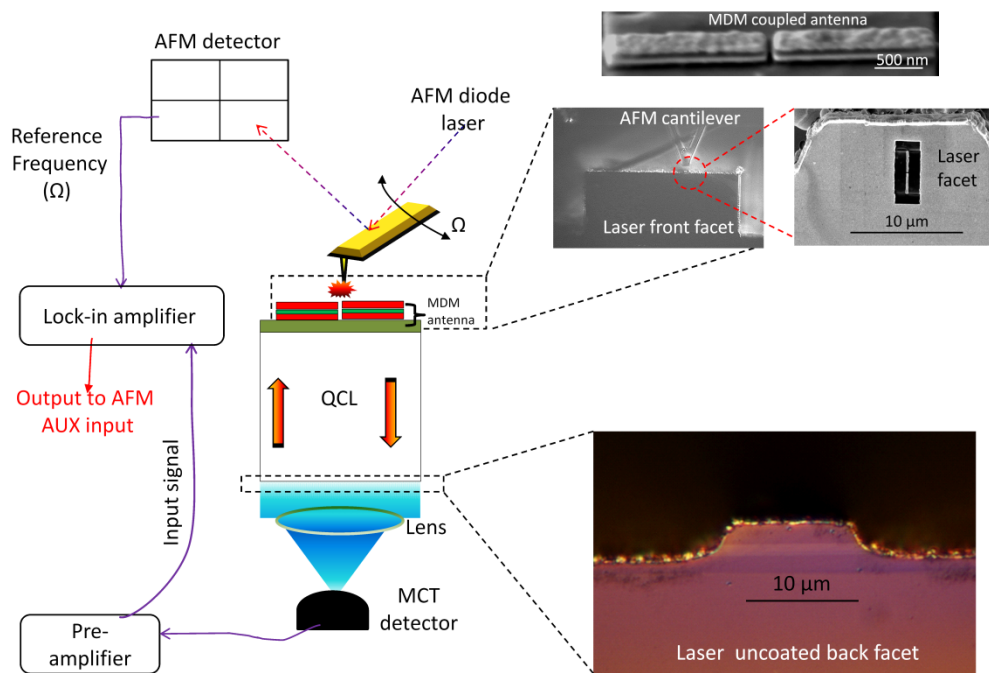 AFM detector
AFM diode
laser
Reference
Frequency
(Ω)
Ω
MDM
antenna
Lock-in amplifier
Output to AFM
AUX input
QCL
Input signal
Lens
MCT
detector
Pre-
amplifier
MDM coupled antenna
500 nm
AFM cantilever
Laser front facet
Laser
facet
10 µm
10 µm
Laser uncoated back facet